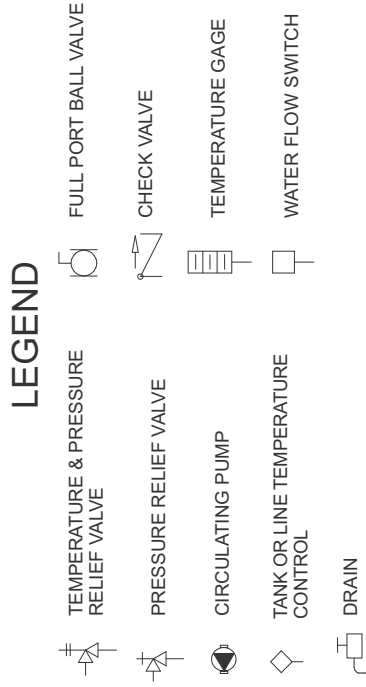 LEGEND
TEMPERATURE & PRESSURE
RELIEF VALVE
PRESSURE RELIEF VALVE
CIRCULATING PUMP
TANK OR LINE TEMPERATURE
CONTROL
DRAIN
FULL PORT BALL VALVE
CHECK VALVE
TEMPERATURE GAGE
WATER FLOW SWITCH